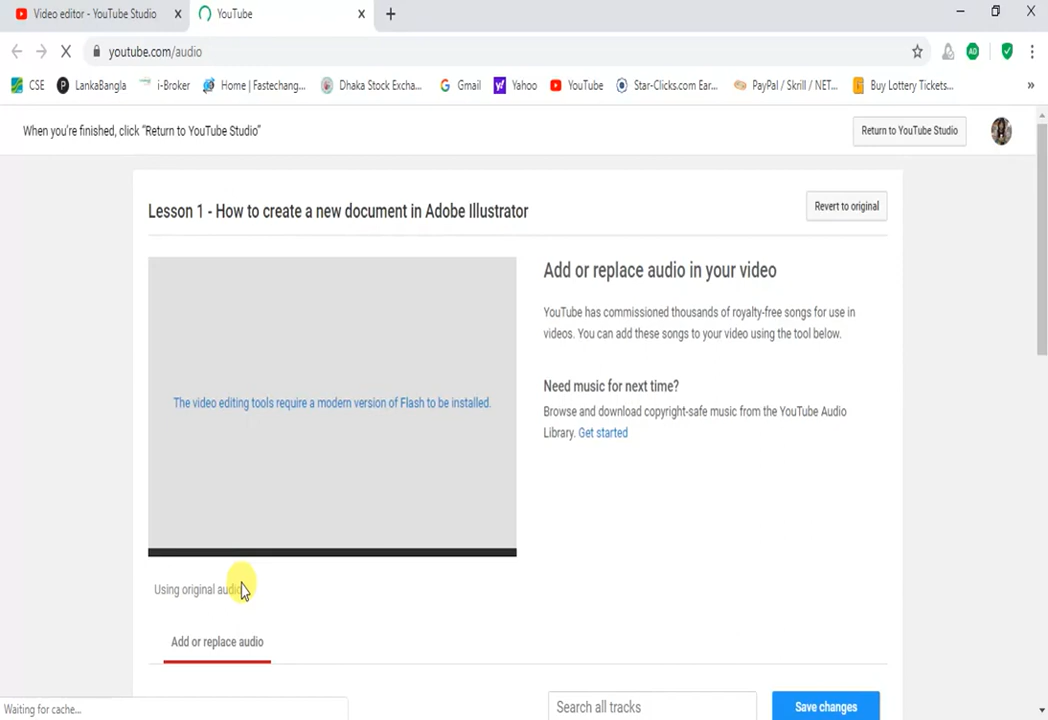 Video editor - YouTube Studio
YouTube
youtube.com/audio
CSE
LankaBangla
i-Broker
Home | Fastechang...
Dhaka Stock Excha...
Gmail
Yahoo
YouTube
Star-Clicks.com Ear...
PayPal / Skrill / NET...
Buy Lottery Tickets...
When you're finished, click "Return to YouTube Studio"
Return to YouTube Studio
Lesson 1 - How to create a new document in Adobe Illustrator
Revert to original
The video editing tools require a modern version of Flash to be installed.
Add or replace audio in your video
YouTube has commissioned thousands of royalty-free songs for use in
videos. You can add these songs to your video using the tool below.
Need music for next time?
Browse and download copyright-safe music from the YouTube Audio
Library. Get started
Using original audio
Add or replace audio
Search all tracks
Save changes
Waiting for cache...